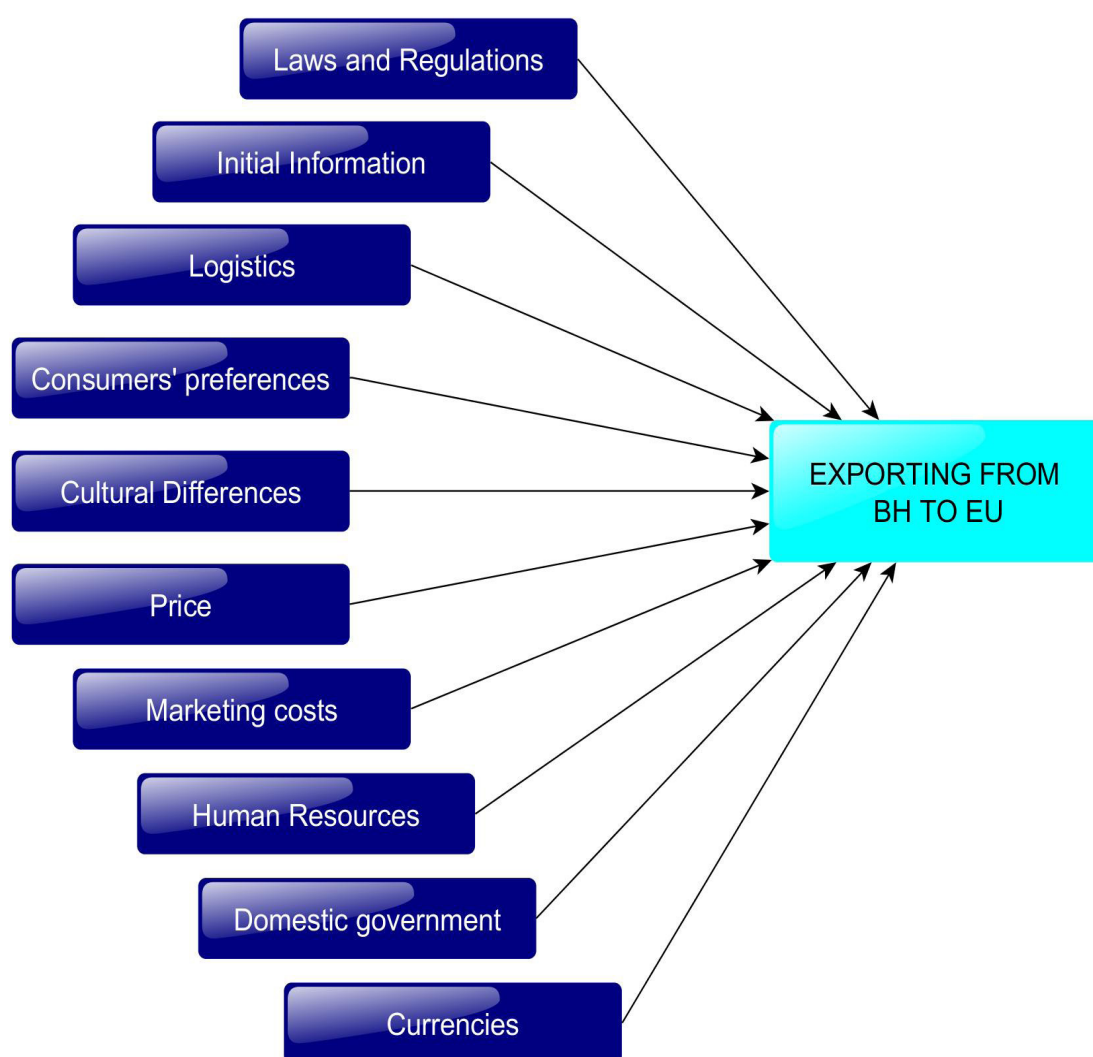 Laws and Regulations
Initial Information
Logistics
Consumers' preferences
Cultural Differences
Price
Marketing costs
Human Resources
Domestic government
Currencies
EXPORTING FROM
BH TO EU